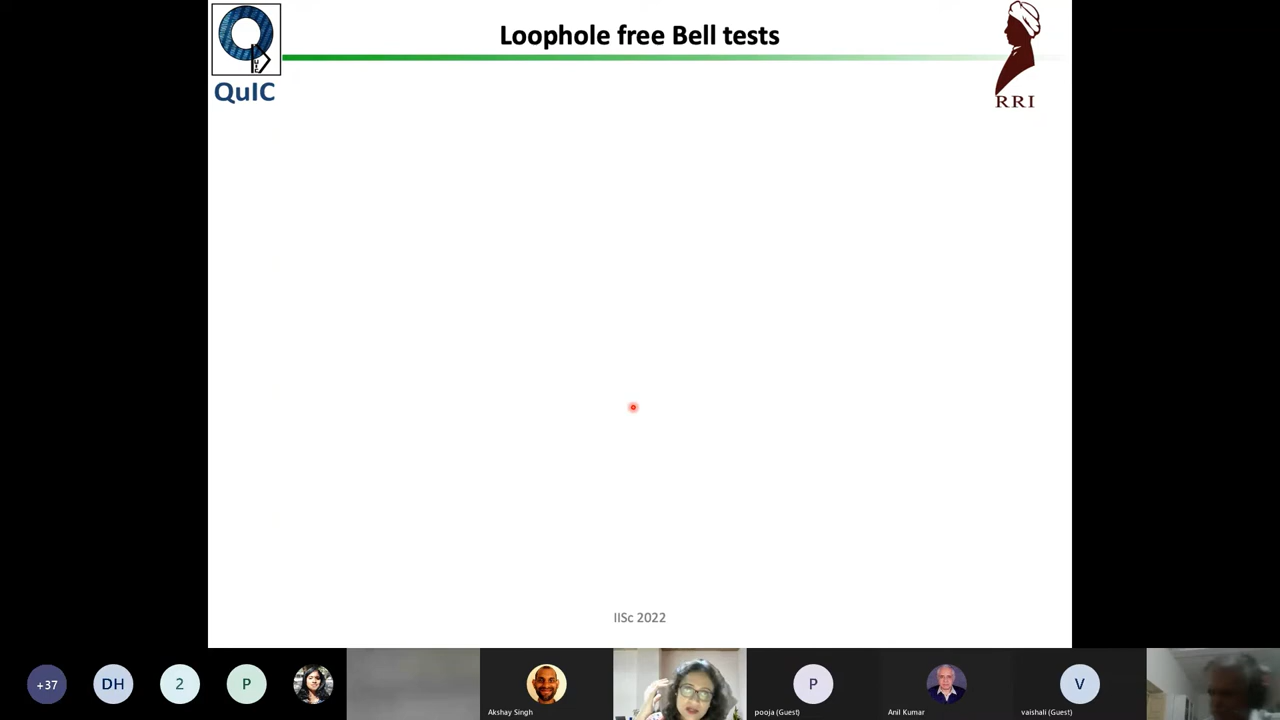 Loophole free Bell tests
QuIC
RRI
IISc 2022
+37
DH
2
P
P
V
Akshay Singh
pooja (Guest)
Anil Kumar
vaishali (Guest)